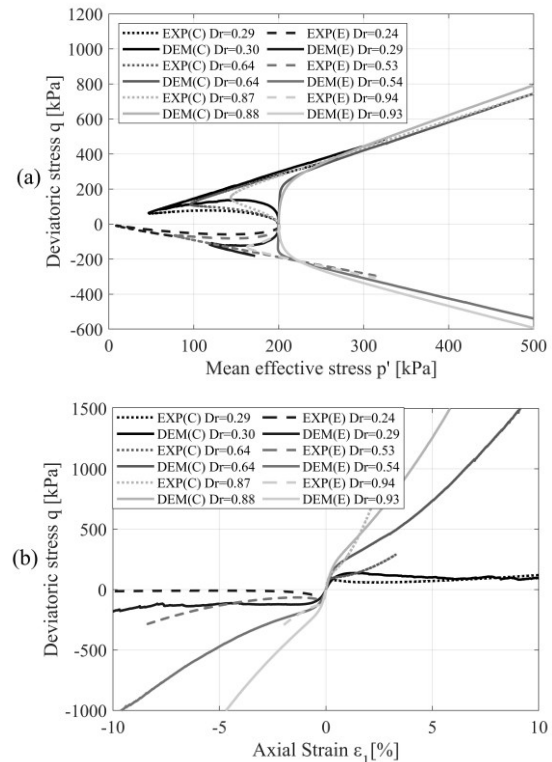 (a)
Deviatoric stress q [kPa]
1200
1000
800
600
400
200
0
-200
-400
-600
EXP(C) Dr=0.29 EXP(E) Dr=0.24
DEM(C) Dr=0.30 DEM(E) Dr=0.29
EXP(C) Dr=0.64 EXP(E) Dr=0.53
DEM(C) Dr=0.64 DEM(E) Dr=0.54
EXP(C) Dr=0.87 EXP(E) Dr=0.94
DEM(C) Dr=0.88 DEM(E) Dr=0.93
0 100 200 300 400 500
Mean effective stress p' [kPa]
(b)
Deviatoric stress q [kPa]
1500
1000
500
0
-500
-1000
EXP(C) Dr=0.29 EXP(E) Dr=0.24
DEM(C) Dr=0.30 DEM(E) Dr=0.29
EXP(C) Dr=0.64 EXP(E) Dr=0.53
DEM(C) Dr=0.64 DEM(E) Dr=0.54
EXP(C) Dr=0.87 EXP(E) Dr=0.94
DEM(C) Dr=0.88 DEM(E) Dr=0.93
-10 -5 0 5 10
Axial Strain ε₁[%]